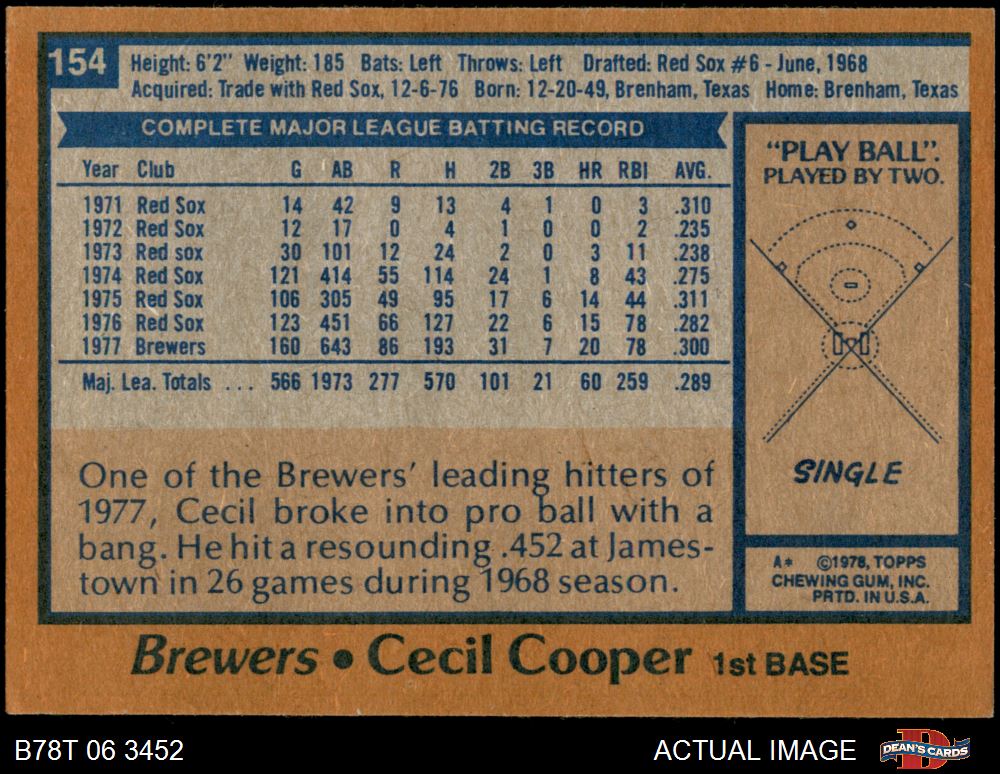 154
Height: 6'2" Weight: 185 Bats: Left Throws: Left Drafted: Red Sox #6 - June, 1968
Acquired: Trade with Red Sox, 12-6-76 Born: 12-20-49, Brenham, Texas Home: Brenham, Texas
COMPLETE MAJOR LEAGUE BATTING RECORD
Year Club G AB R H 2B 3B HR RBI AVG.
1971 Red Sox 14 42 9 13 4 1 0 3 .310
1972 Red Sox 12 17 0 4 1 0 0 2 .235
1973 Red sox 30 101 12 24 2 0 3 11 .238
1974 Red Sox 121 414 55 114 24 1 8 43 .275
1975 Red Sox 106 305 49 95 17 6 14 44 .311
1976 Red Sox 123 451 66 127 22 6 15 78 .282
1977 Brewers 160 643 86 193 31 7 20 78 .300
Maj. Lea. Totals ... 566 1973 277 570 101 21 60 259 .289
One of the Brewers' leading hitters of
1977, Cecil broke into pro ball with a
bang. He hit a resounding .452 at James-
town in 26 games during 1968 season.
"PLAY BALL".
PLAYED BY TWO.
SINGLE
A* ©1978, TOPPS
CHEWING GUM, INC.
PRTD. IN U.S.A.
Brewers • Cecil Cooper 1st BASE
B78T 06 3452
ACTUAL IMAGE
D
DEAN'S CARDS